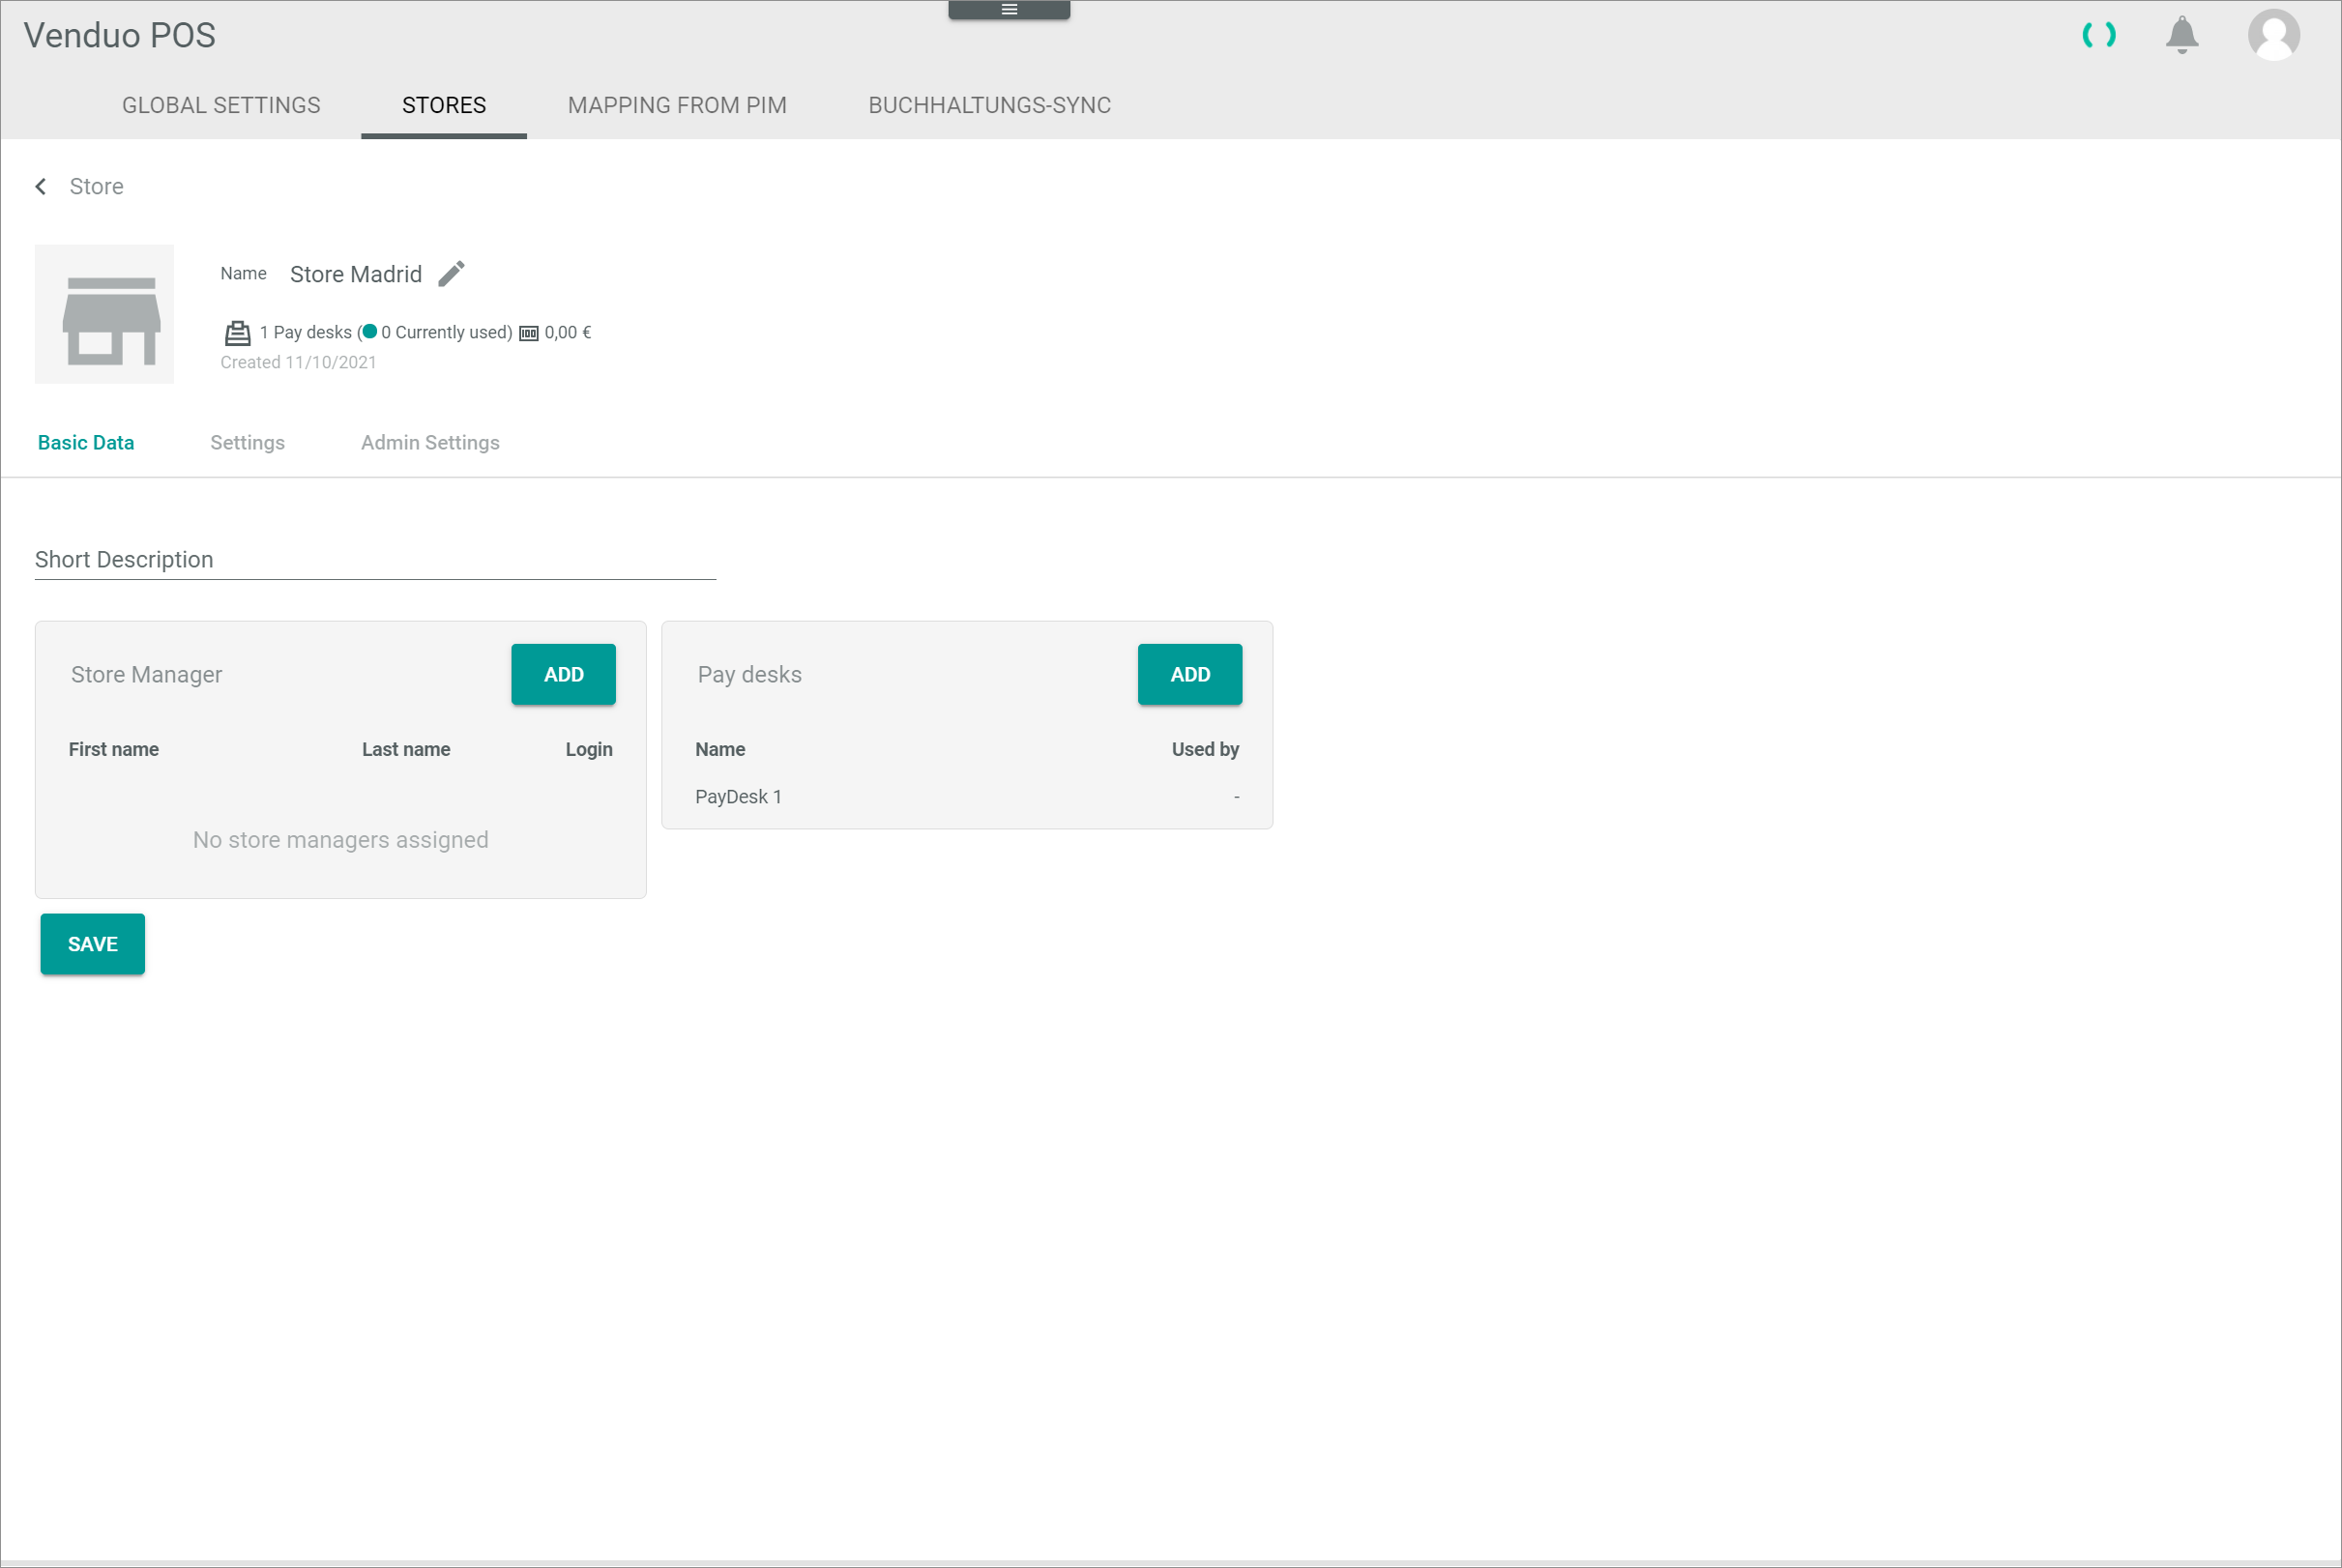 Venduo POS
GLOBAL SETTINGS STORES MAPPING FROM PIM BUCHHALTUNGS-SYNC
Store
Name Store Madrid
1 Pay desks (0 Currently used) 0,00 €
Created 11/10/2021
Basic Data Settings Admin Settings
Short Description
Store Manager ADD
First name Last name Login
No store managers assigned
Pay desks ADD
Name Used by
PayDesk 1 -
SAVE